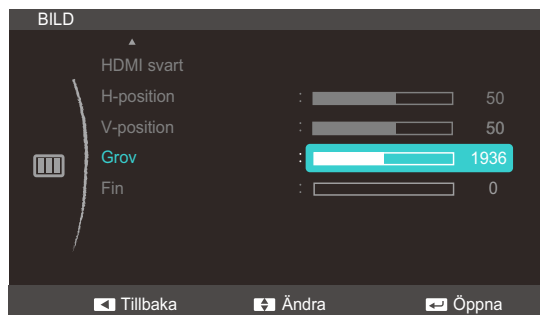 BILD
HDMI svart
H-position : 50
V-position : 50
Grov : 1936
Fin : 0
Tillbaka Ändra Öppna